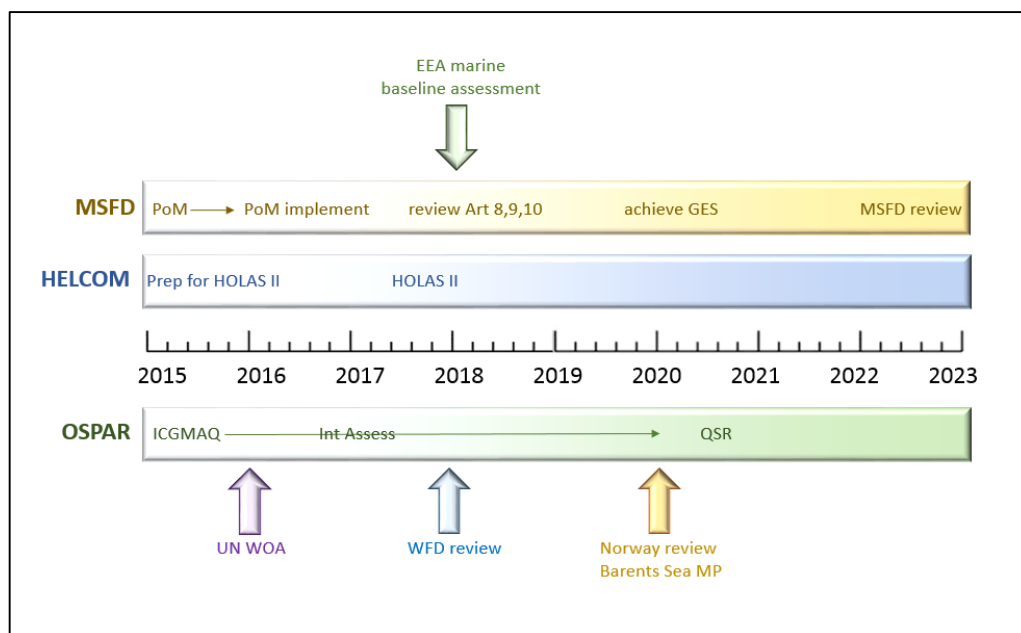 EEA marine
baseline assessment
MSFD
PoM
PoM implement
review Art 8,9,10
achieve GES
MSFD review
HELCOM
Prep for HOLAS II
HOLAS II
2015 2016 2017 2018 2019 2020 2021 2022 2023
OSPAR
ICGMAQ
Int Assess
QSR
UN WOA
WFD review
Norway review
Barents Sea MP